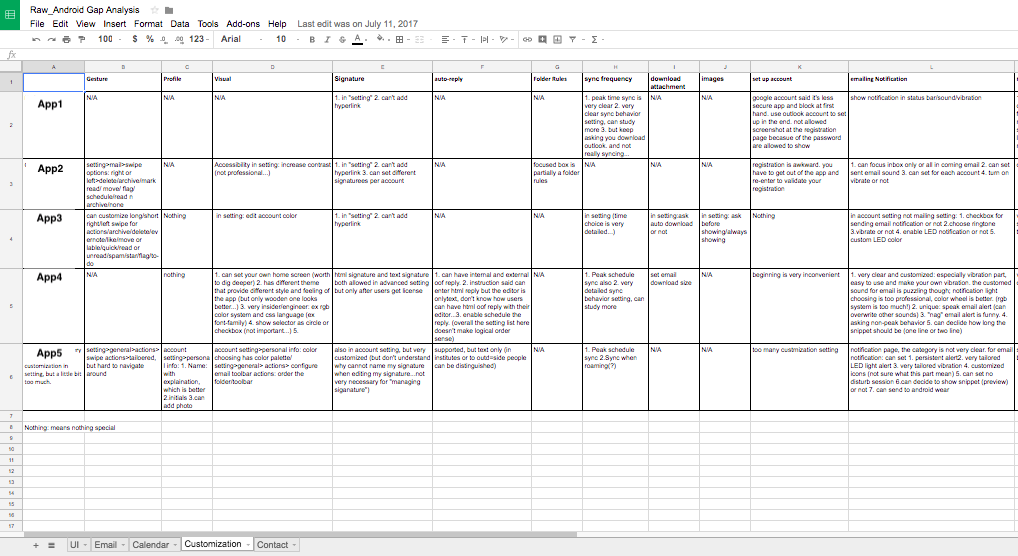 Raw_Android Gap Analysis
File Edit View Insert Format Data Tools Add-ons Help Last edit was on July 11, 2017
100 $ % .0 .00 123 Arial 10 B I S A
fx
A B C D E F G H I J K L
1 Gesture Profile Visual Signature auto-reply Folder Rules sync frequency download attachment images set up account emailing Notification
2
App1
N/A
N/A
N/A
1. in "setting" 2. can't add
hyperlink
N/A
N/A
1. peak time sync is
very clear 2. very
clear sync behavior
setting, can study
more 3. but keep
asking you download
outlook, and not
really syncing...
N/A
N/A
google account said it's less
secure app and block at first
hand. use outlook account to set
up in the end. not allowed
screenshot at the registration
page becasue of the password
are allowed to show
show notification in status bar/sound/vibration
3
App2
setting>mail>swipe
options: right or
left>delete/archive/mark
read/ move/ flag/
schedule/read n
archive/none
N/A
Accessibility in setting: increase contrast
(not professional...)
1. in "setting" 2. can't add
hyperlink 3. can set different
signaturees per account
N/A
focused box is
partially a folder
rules
N/A
N/A
N/A
registration is awkward. you
have to get out of the app and
re-enter to validate your
registration
1. can focus inbox only or all in coming email 2. can set
sent email sound 3. can set for each account 4. turn on
vibrate or not
4
App3
can customize long/short
right/left swipe for
actions/archive/delete/ev
ernote/like/move or
lable/quick/read or
unread/spam/star/flag/to-
do
Nothing
in setting: edit account color
1. in "setting" 2. can't add
hyperlink
N/A
N/A
in setting (time
choice is very
detailed...)
in setting:ask
auto download
or not
in setting: ask
before
showing/always
showing
Nothing
in account setting not mailing setting: 1. checkbox for
sending email notification or not 2.choose ringtone
3.vibrate or not 4. enable LED notification or not 5.
custom LED color
5
App4
N/A
nothing
1. can set your own home screen (worth
to dig deeper) 2. has different theme
that provide different style and feeling of
the app (but only wooden one looks
better...) 3. very insider/engineer: ex rgb
color system and css language (ex
font-family) 4. show selector as circle or
checkbox (not important...) 5.
html signature and text signature
both allowed in advanced setting
but only after users get license
1. can have internal and external
oof reply. 2. instruction said can
enter html reply but the editor is
onlytext, don't know how users
can have html oof reply with their
editor...3. enable schedule the
reply. (overall the setting list here
doesn't make logical order
sense)
N/A
1. Peak schedule
sync also 2. very
detailed sync
behavior setting, can
study more
set email
download size
N/A
beginning is very inconvenient
1. very clear and customized: especially vibration part,
easy to use and make your own vibration. the customed
sound for email is puzzling though; notification light
choosing is too professional, color wheel is better. (rgb
system is too much!) 2. unique: speak email alert (can
overwrite other sounds) 3. "nag" email alert is funny. 4.
asking non-peak behavior 5. can declide how long the
snippet should be (one line or two line)
6
App5
try
customization in
setting, but a little bit
too much.
setting>general>actions>
swipe actions>tailored,
but hard to navigate
around
account
setting>persona
l info: 1. Name:
with
explaination,
which is better
2.initials 3.can
add photo
account setting>personal info: color
choosing has color palette/
setting>general> actions> configure
email toolbar actions: order the
folder/toolbar
also in account setting, but very
customized (but don't understand
why cannot name my signature
when editing my signature...not
very necessary for "managing
siganature")
supported, but text only (in
institutes or to outd>side people
can be distinguished)
N/A
1. Peak schedule
sync 2.Sync when
roaming(?)
N/A
N/A
too many custmization setting
notification page, the category is not very clear. for email
notification: can set 1. persistent alert2. very tailored
LED light alert 3. very tailored vibration 4. customized
icons (not sure what this part mean) 5. can set no
disturb session 6.can decide to show snippet (preview)
or not 7. can send to android wear
7
8 Nothing: means nothing special
9
10
11
12
13
14
15
16
17
+ UI Email Calendar Customization Contact